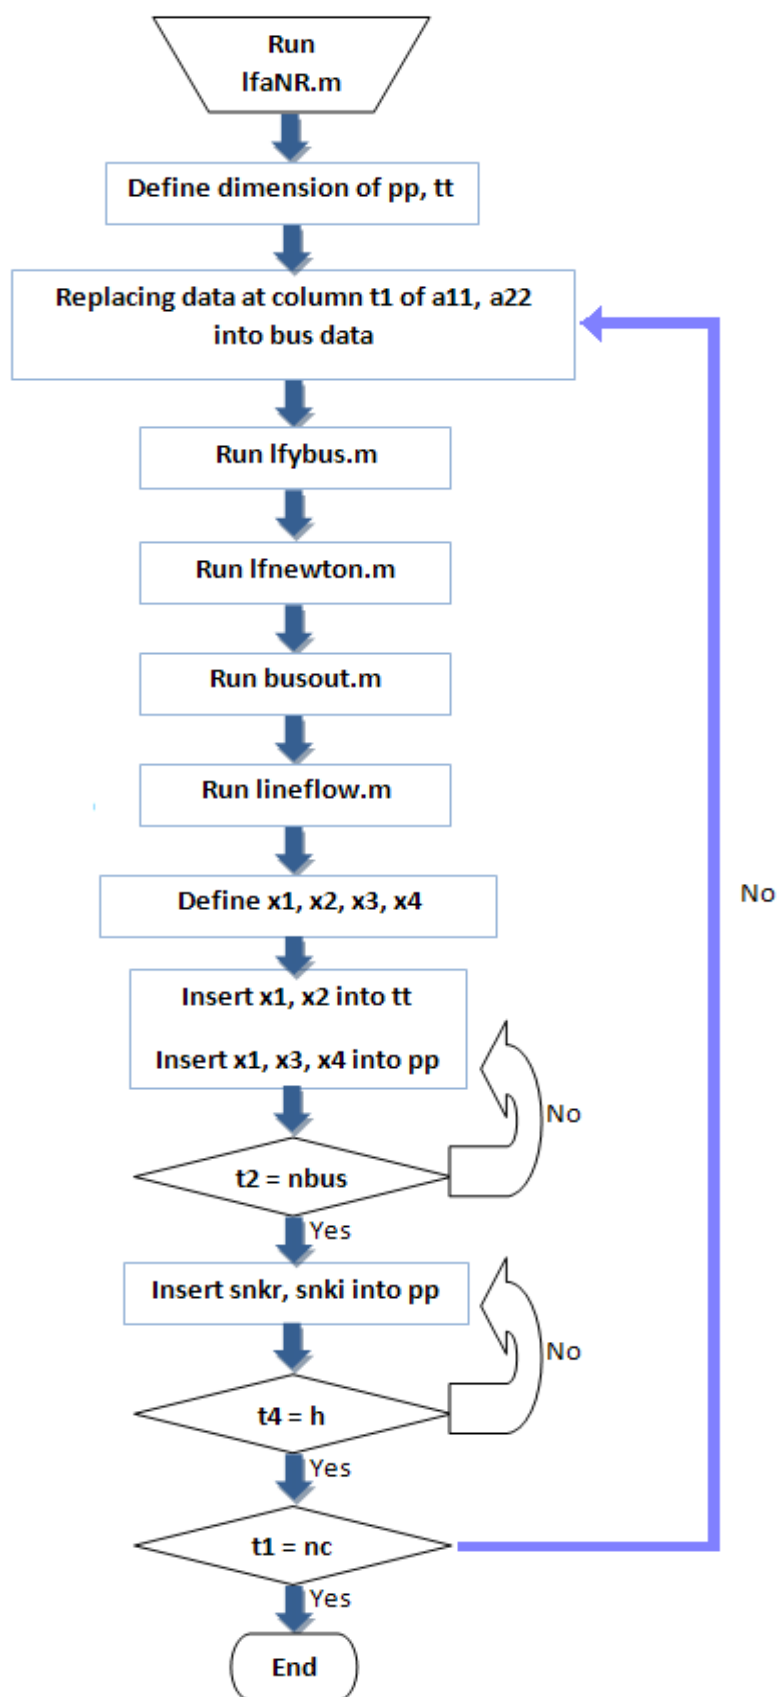 Run
lfaNR.m
Define dimension of pp, tt
Replacing data at column t1 of a11, a22
into bus data
Run lfybus.m
Run lfnewton.m
Run busout.m
Run lineflow.m
Define x1, x2, x3, x4
No
Insert x1, x2 into tt
Insert x1, x3, x4 into pp
No
t2 = nbus
Yes
Insert snkr, snki into pp
No
t4 = h
Yes
t1 = nc
Yes
End